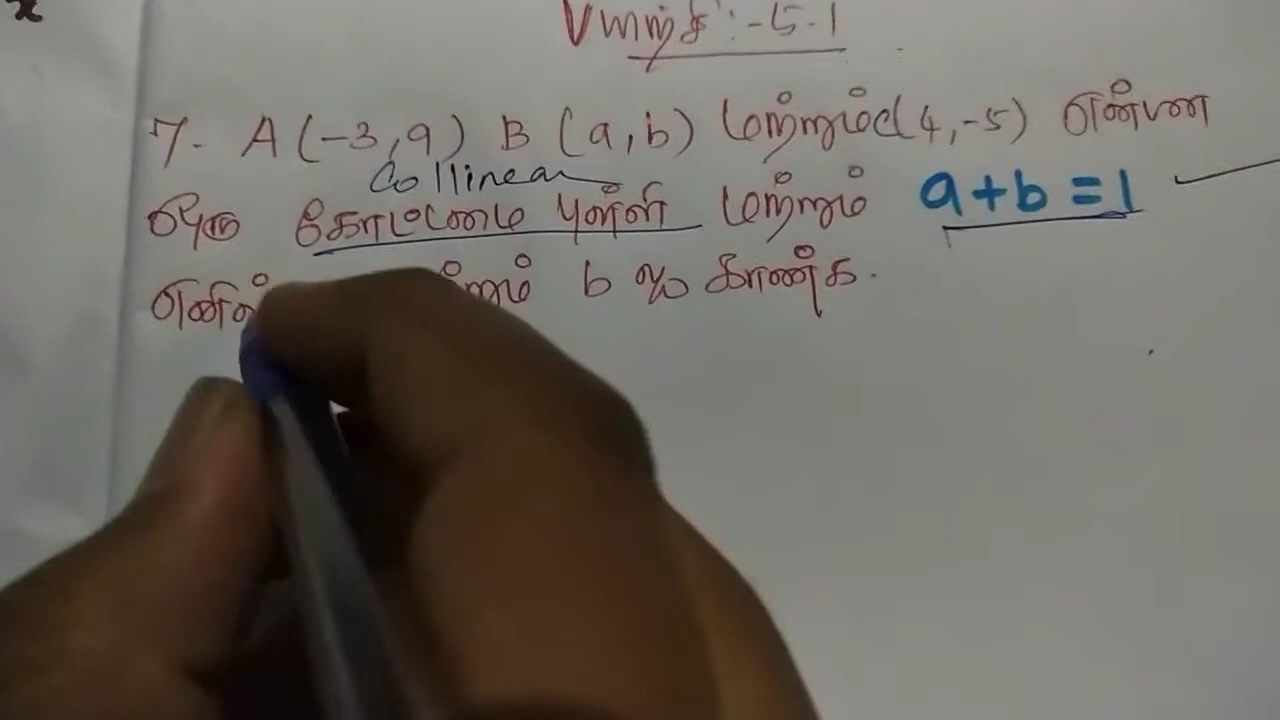 பயிற்சி :- 5.1
7. A (-3, 9) B (a, b) மற்றும் c(4, -5) என்பன
Collinear
ஒரு கோடமை புள்ளி மற்றும் a+b=1
b ஐ காண்க.